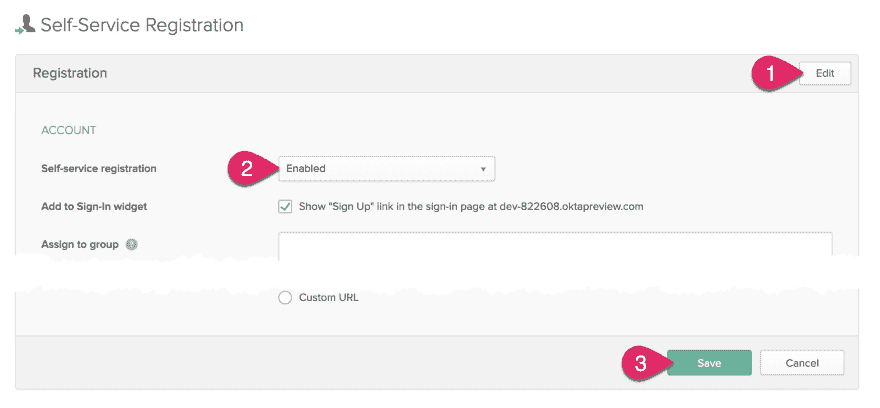 Self-Service Registration
Registration
1
Edit
ACCOUNT
Self-service registration
2
Enabled
Add to Sign-In widget
Show "Sign Up" link in the sign-in page at dev-822608.oktapreview.com
Assign to group
Custom URL
3
Save
Cancel